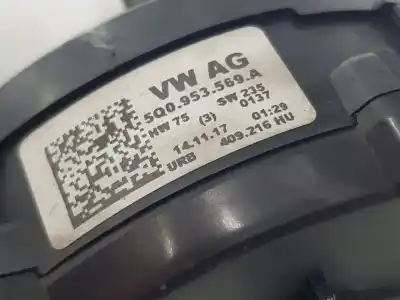 VW AG
5Q0.953.569.A
HW 75 (3) SW 235
0137
14.11.17 01:29
URB 409.216 HU